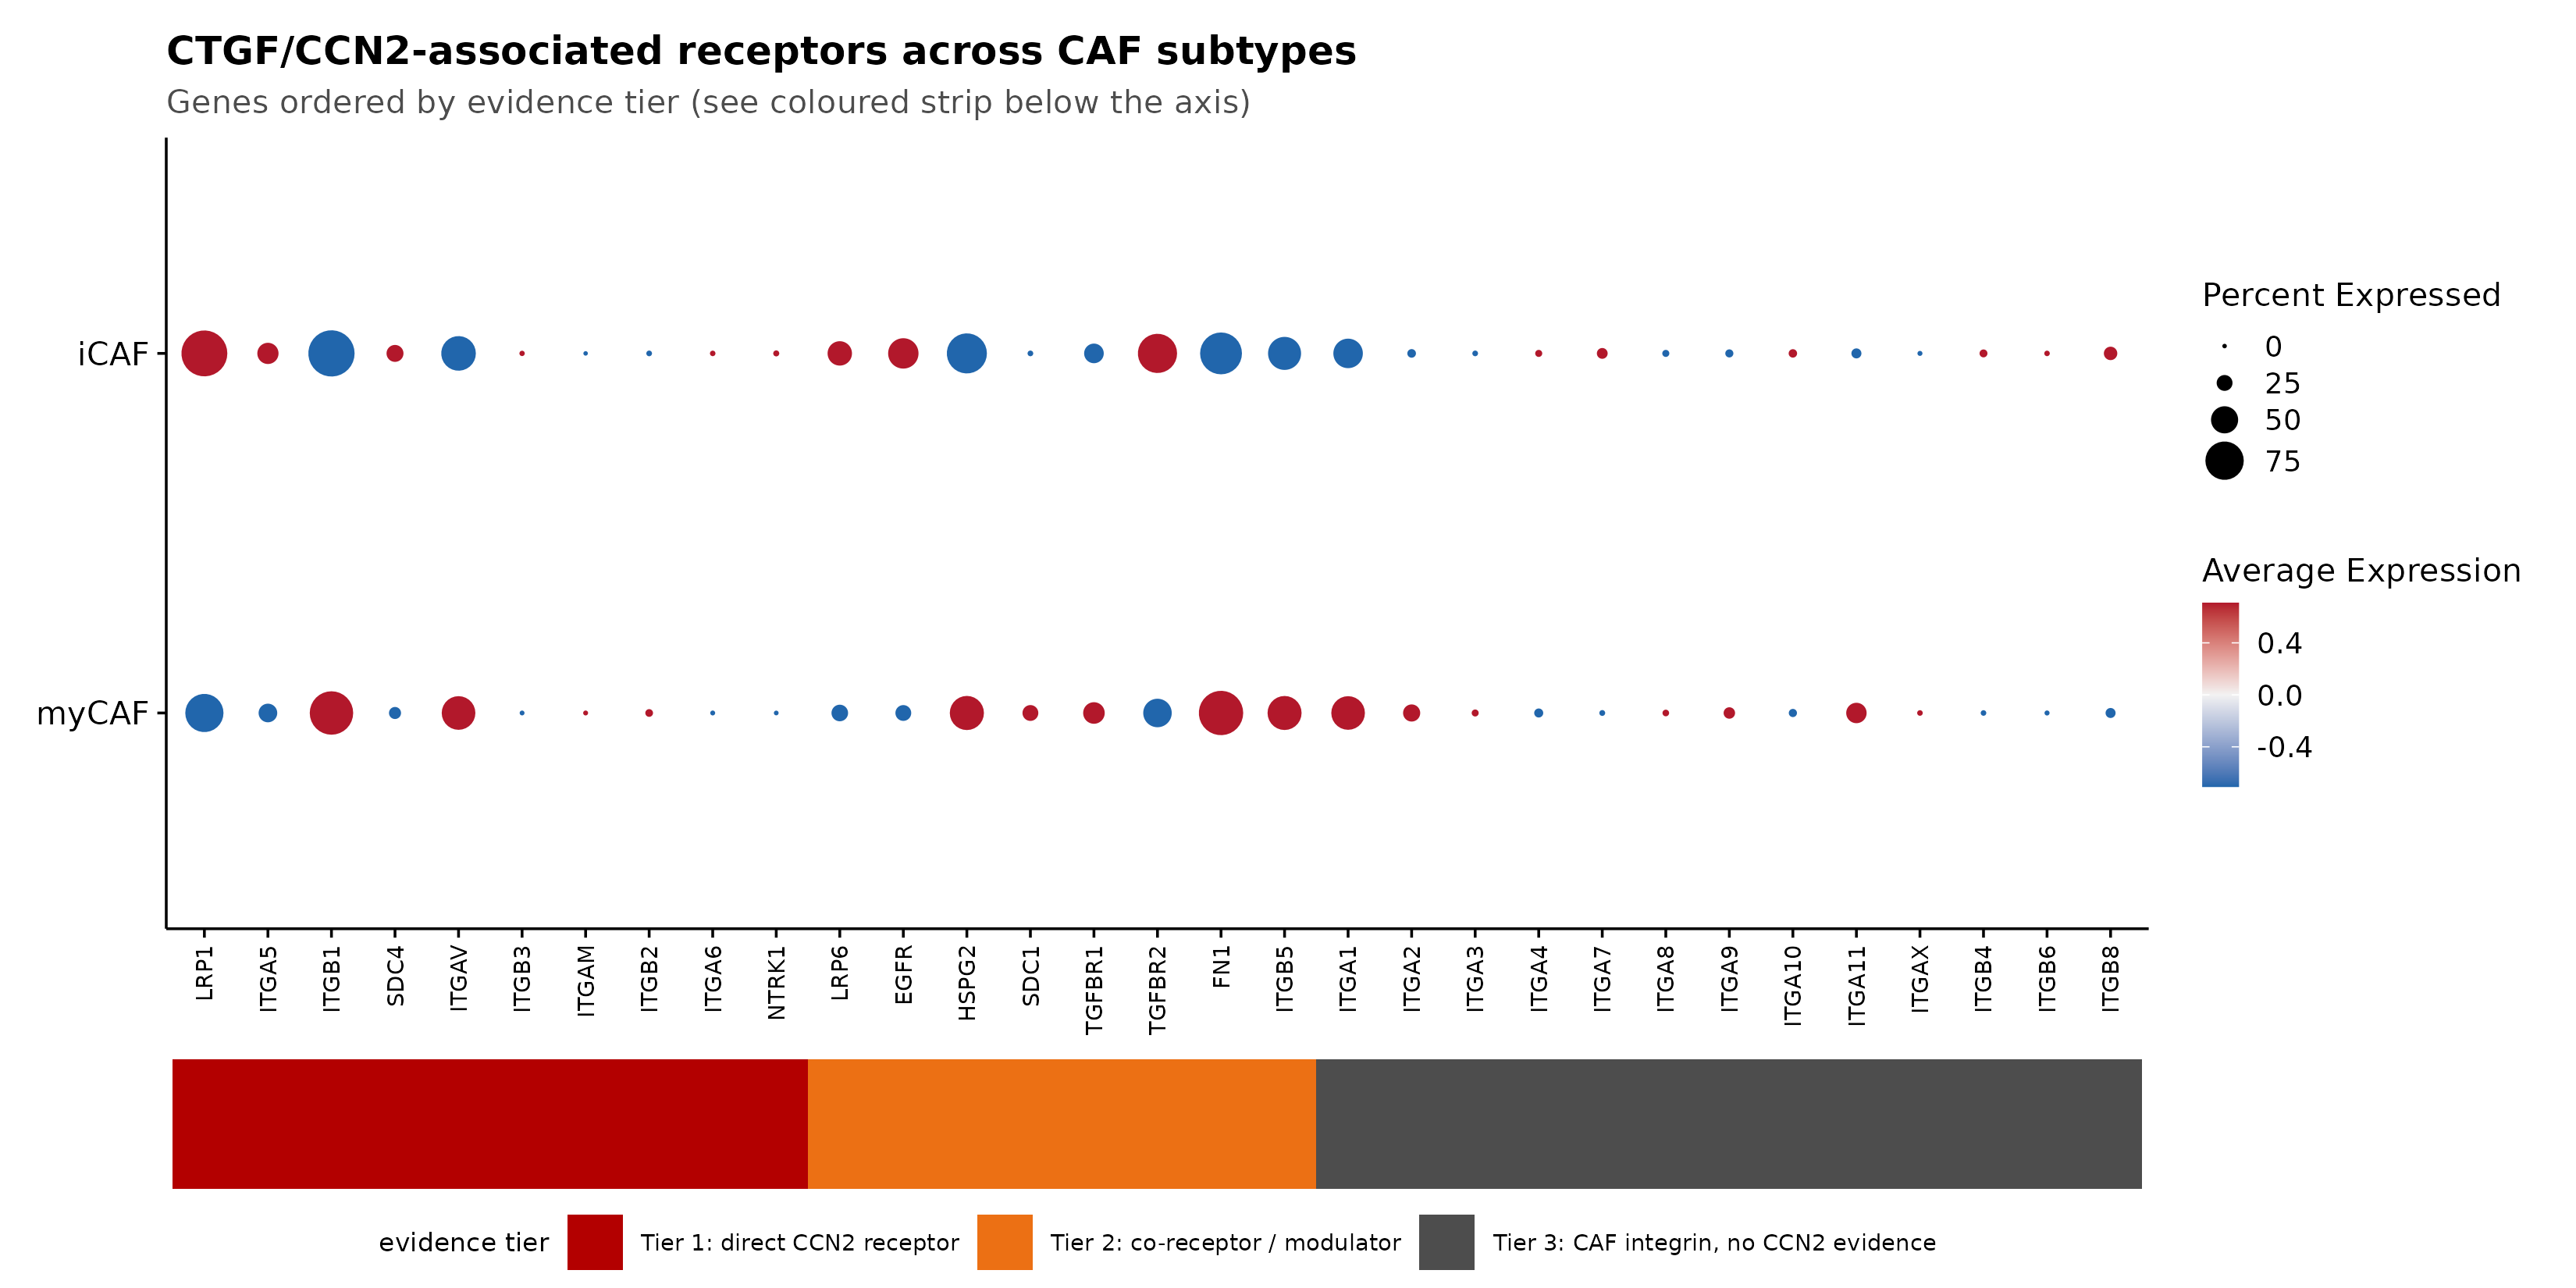 CTGF/CCN2-associated receptors across CAF subtypes
Genes ordered by evidence tier (see coloured strip below the axis)
iCAF
myCAF
LRP1
ITGA5
ITGB1
SDC4
ITGAV
ITGB3
ITGAM
ITGB2
ITGA6
NTRK1
LRP6
EGFR
HSPG2
SDC1
TGFBR1
TGFBR2
FN1
ITGB5
ITGA1
ITGA2
ITGA3
ITGA4
ITGA7
ITGA8
ITGA9
ITGA10
ITGA11
ITGAX
ITGB4
ITGB6
ITGB8
Percent Expressed
0
25
50
75
Average Expression
0.4
0.0
-0.4
evidence tier
Tier 1: direct CCN2 receptor
Tier 2: co-receptor / modulator
Tier 3: CAF integrin, no CCN2 evidence